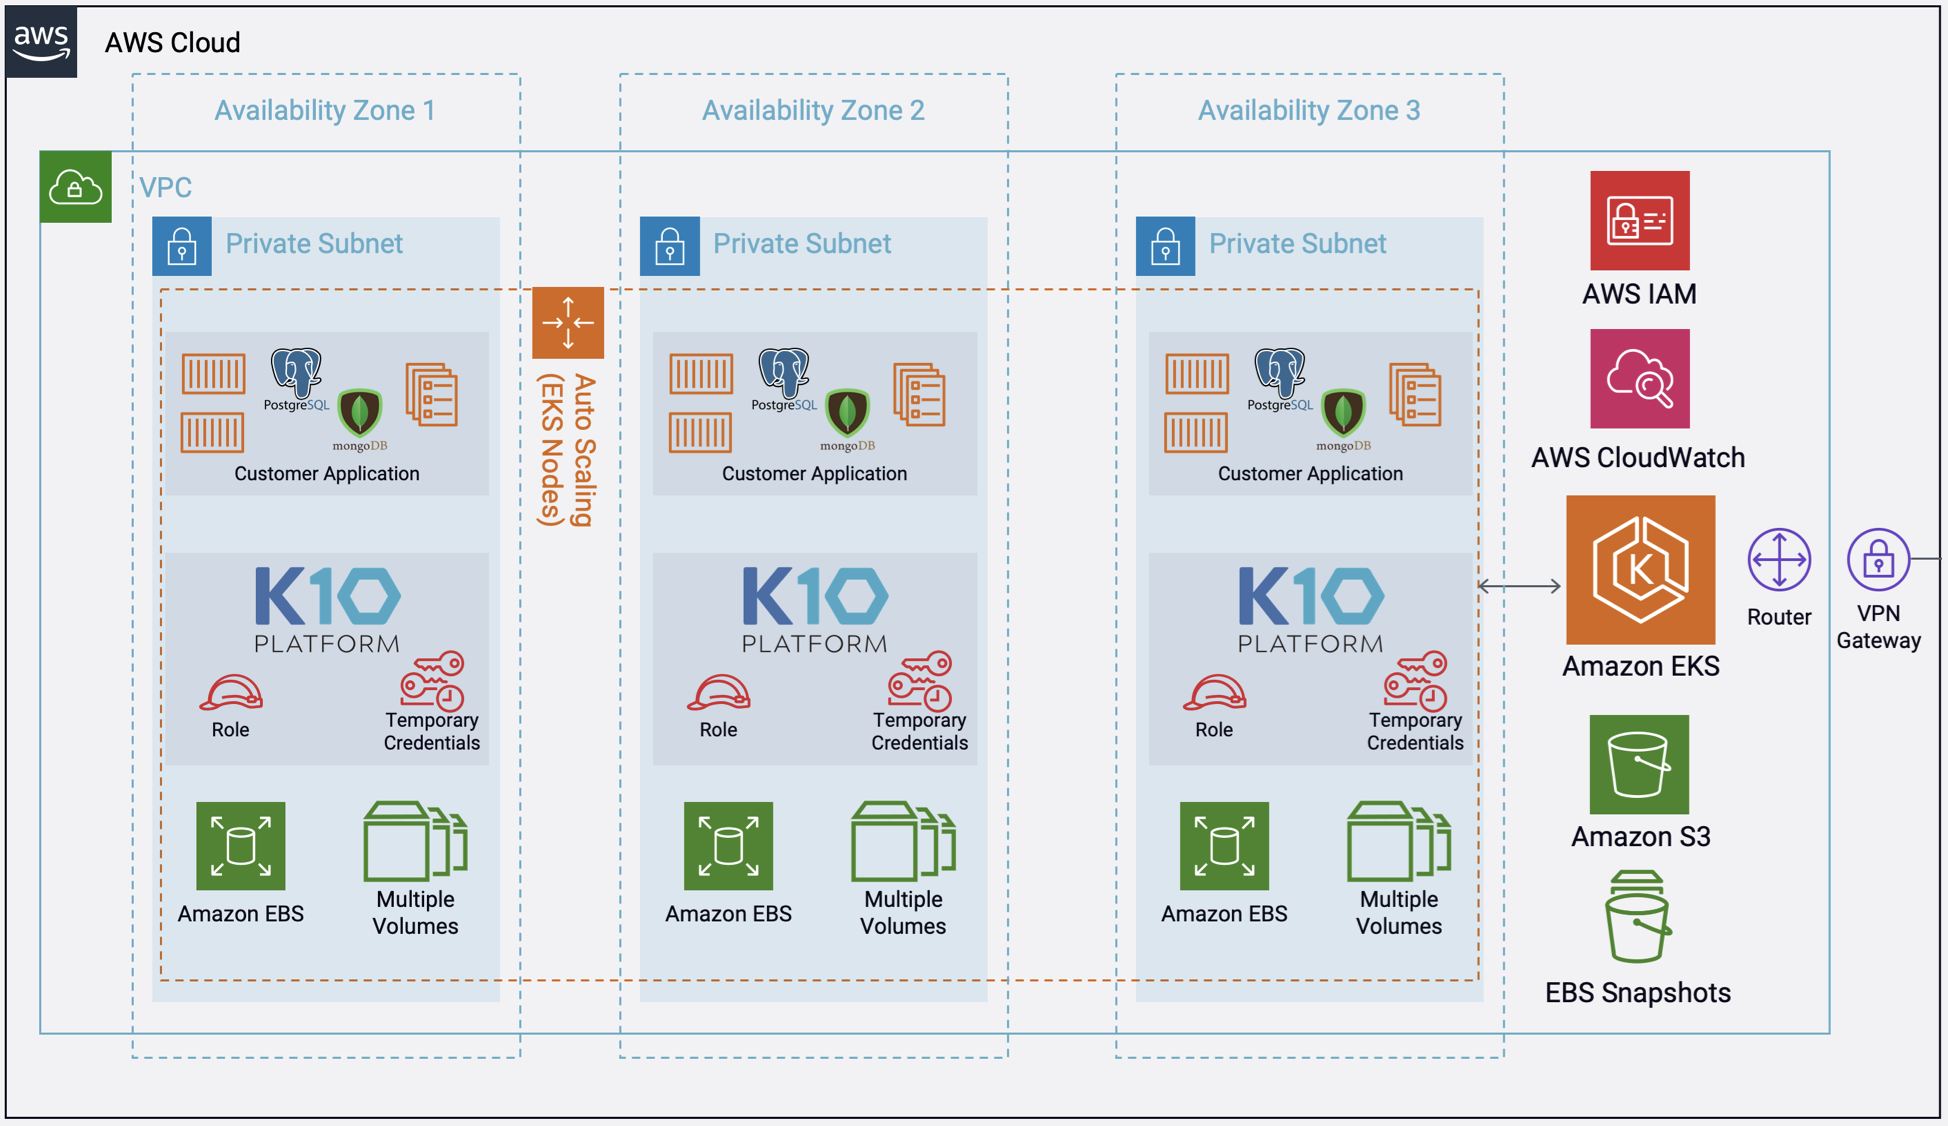 aws
AWS Cloud
Availability Zone 1
Availability Zone 2
Availability Zone 3
VPC
Private Subnet
Private Subnet
Private Subnet
Auto Scaling
(EKS Nodes)
PostgreSQL
mongoDB
Customer Application
PostgreSQL
mongoDB
Customer Application
PostgreSQL
mongoDB
Customer Application
K10
PLATFORM
Role
Temporary
Credentials
K10
PLATFORM
Role
Temporary
Credentials
K10
PLATFORM
Role
Temporary
Credentials
Amazon EBS
Multiple
Volumes
Amazon EBS
Multiple
Volumes
Amazon EBS
Multiple
Volumes
AWS IAM
AWS CloudWatch
K
Amazon EKS
Router
VPN
Gateway
Amazon S3
EBS Snapshots